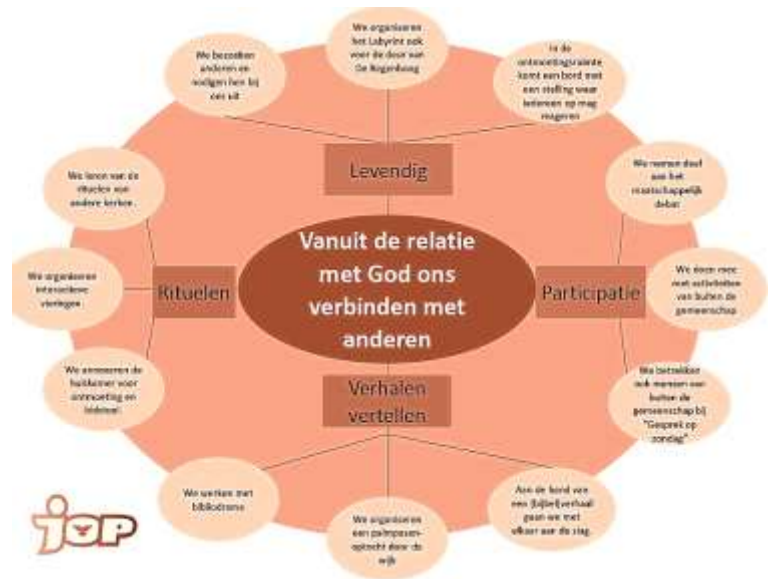 We organiseren
het Labyrint ook
voor de deur van
De Regenboog
We bezoeken
anderen en
nodigen hen bij
ons uit
In de
ontmoetingsruimte
komt een bord met
een stelling waar
iedereen op mag
reageren
Levendig
We leren van de
rituelen van
andere kerken.
We nemen deel
aan het
maatschappelijk
debat
Vanuit de relatie
met God ons
verbinden met
anderen
We organiseren
interactieve
vieringen
Rituelen
Participatie
We doen mee
met activiteiten
van buiten de
gemeenschap
We
de
huiskamer voor
ontmoeting en
We betrekken
ook mensen van
buiten de
gemeenschap bij
"Gesprek op
zondag"
Verhalen
vertellen
We werken met
bibliodrama
We organiseren
een palmpasen-
optocht door de
wijk
Aan de hand van
een (bijbel)verhaal
gaan we met
elkaar aan de slag.
jop